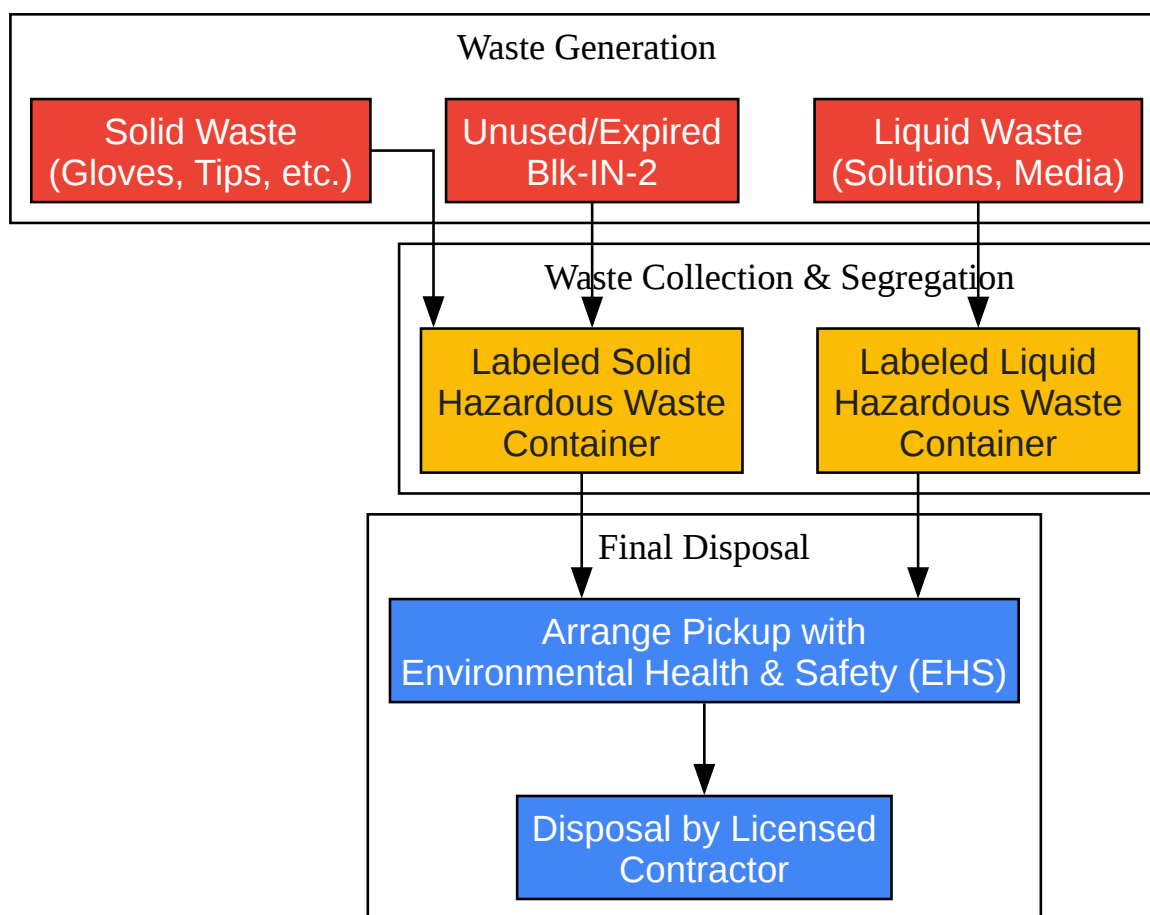 Waste Generation
Solid Waste
(Gloves, Tips, etc.)
Unused/Expired
Blk-IN-2
Liquid Waste
(Solutions, Media)
Waste Collection & Segregation
Labeled Solid
Hazardous Waste
Container
Labeled Liquid
Hazardous Waste
Container
Final Disposal
Arrange Pickup with
Environmental Health & Safety (EHS)
Disposal by Licensed
Contractor